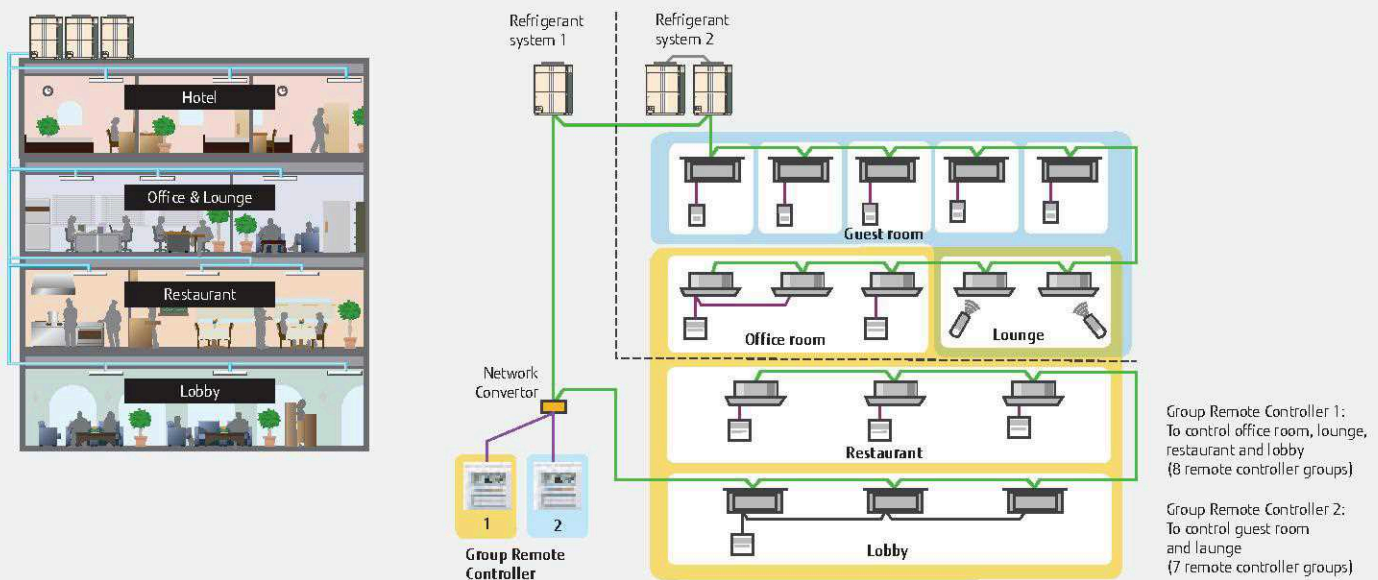 Hotel
Office & Lounge
Restaurant
Lobby
Refrigerant
system 1
Refrigerant
system 2
Guest room
Office room
Lounge
Restaurant
Lobby
Network
Convertor
1
2
Group Remote
Controller
Group Remote Controller 1:
To control office room, lounge,
restaurant and lobby
(8 remote controller groups)
Group Remote Controller 2:
To control guest room
and launge
(7 remote controller groups)